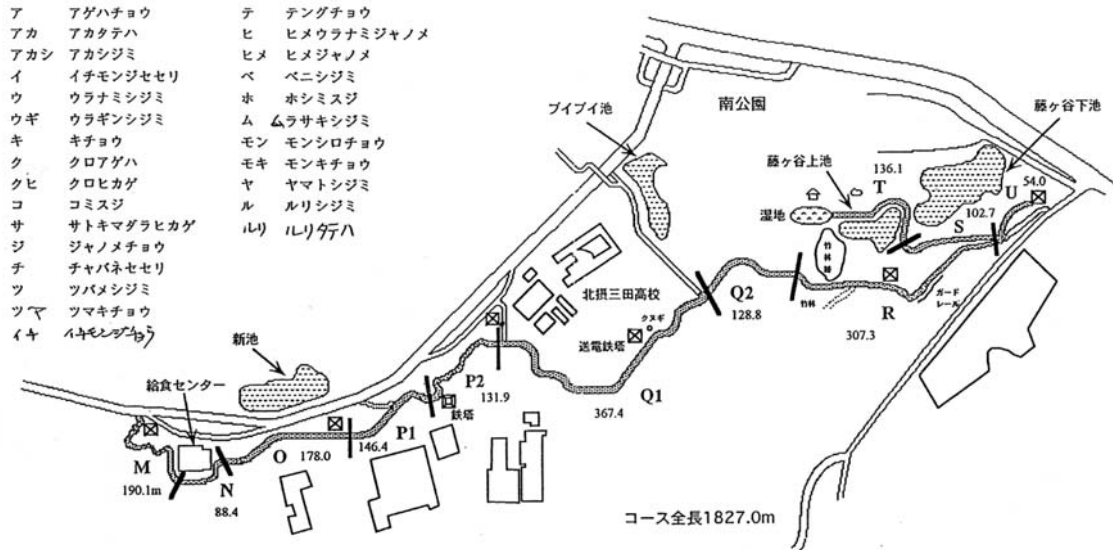 ア アゲハチョウ
アカ アカタテハ
アカシ アカシジミ
イ イチモンジセセリ
ウ ウラナミシジミ
ウギ ウラギンシジミ
キ キチョウ
ク クロアゲハ
クヒ クロヒカゲ
コ コミスジ
サ サトキマダラヒカゲ
ジ ジャノメチョウ
チ チャバネセセリ
ツ ツバメシジミ
ツマ ツマキチョウ
イキ イチモンジチョウ
テ テングチョウ
ヒ ヒメウラナミジャノメ
ヒメ ヒメジャノメ
ベ ベニシジミ
ホ ホシミスジ
ム ムラサキシジミ
モン モンシロチョウ
モキ モンキチョウ
ヤ ヤマトシジミ
ル ルリシジミ
ルリ ルリタテハ
南公園
ブイブイ池
藤ヶ谷下池
藤ヶ谷上池
136.1
T
U
54.0
湿地
102.7
S
竹林跡
北摂三田高校
Q2
128.8
竹林
R
ガード
レール
307.3
クヌギ
送電鉄塔
新池
給食センター
P2
131.9
鉄塔
367.4
Q1
P1
146.4
O
178.0
M
190.1m
N
88.4
コース全長1827.0m